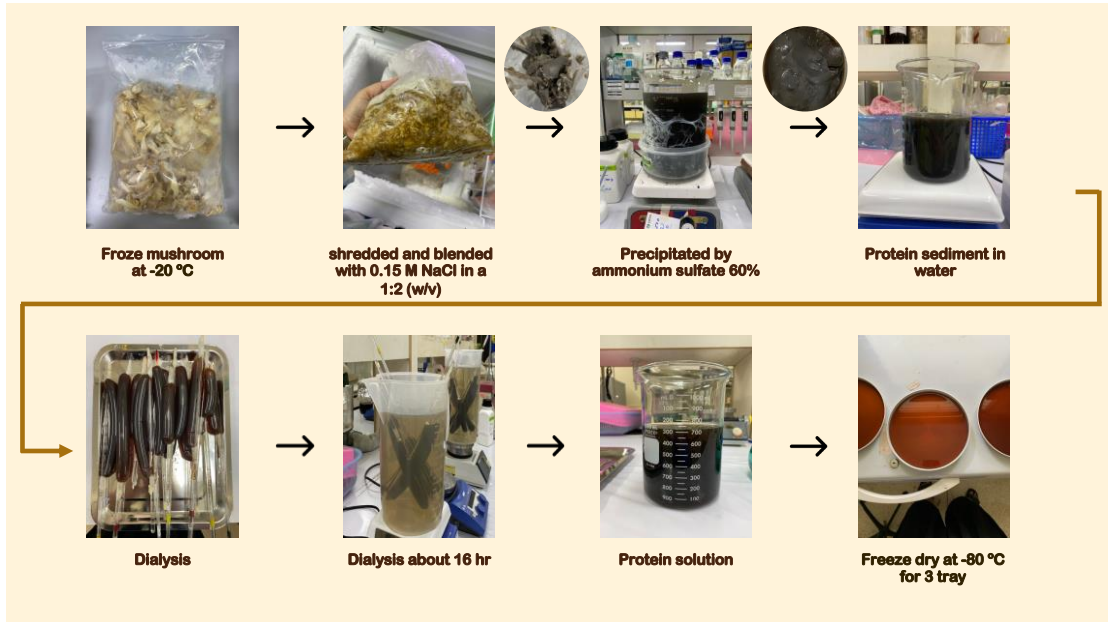 Froze mushroom
at -20 ºC
shredded and blended
with 0.15 M NaCl in a
1:2 (w/v)
Precipitated by
ammonium sulfate 60%
Protein sediment in
water
Dialysis
Dialysis about 16 hr
Protein solution
Freeze dry at -80 ºC
for 3 tray